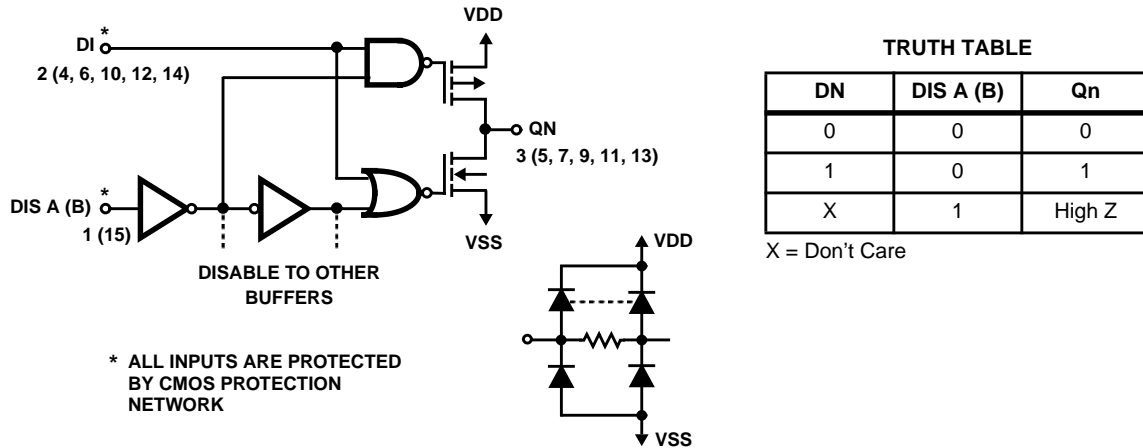 VDD
*
DI
2 (4, 6, 10, 12, 14)
QN
3 (5, 7, 9, 11, 13)
*
DIS A (B)
1 (15)
VSS
DISABLE TO OTHER
BUFFERS
VDD
VSS
* ALL INPUTS ARE PROTECTED
BY CMOS PROTECTION
NETWORK
TRUTH TABLE
DN DIS A (B) Qn
0 0 0
1 0 1
X 1 High Z
X = Don't Care